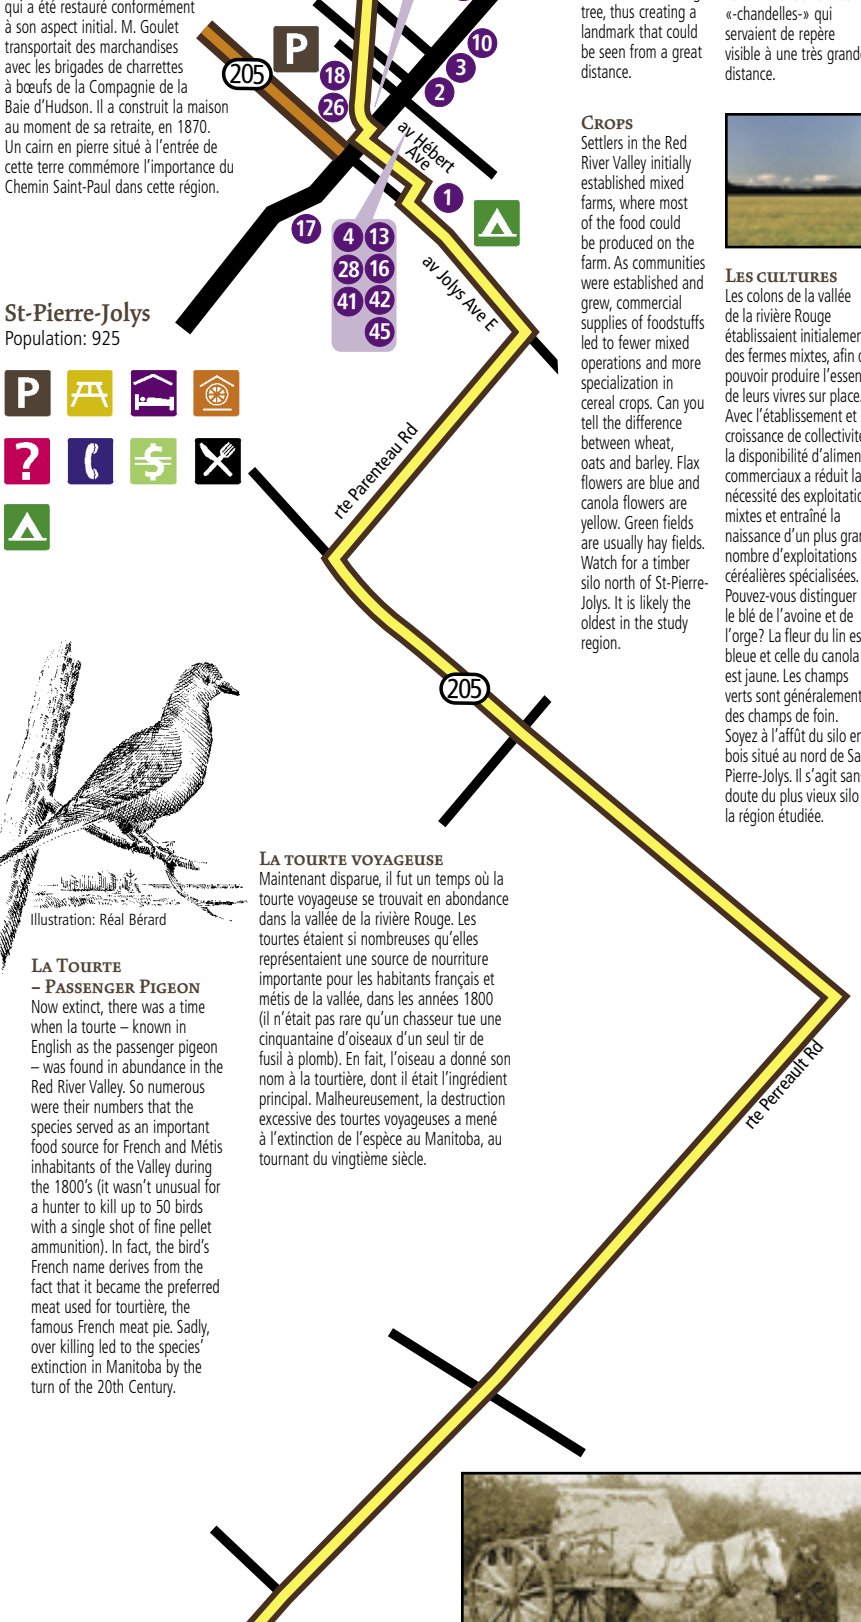 qui a été restauré conformément
à son aspect initial. M. Goulet
transportait des marchandises
avec les brigades de charrettes
à bœufs de la Compagnie de la
Baie d'Hudson. Il a construit la maison
au moment de sa retraite, en 1870.
Un cairn en pierre situé à l'entrée de
cette terre commémore l'importance du
Chemin Saint-Paul dans cette région.
St-Pierre-Jolys
Population: 925
P
?
$
P
205
18
26
10
3
2
av Hébert
Ave
1
17
4 13
28 16
41 42
45
av Jolys Ave E
rte Parenteau Rd
205
rte Perreault Rd
tree, thus creating a
landmark that could
be seen from a great
distance.
Crops
Settlers in the Red
River Valley initially
established mixed
farms, where most
of the food could
be produced on the
farm. As communities
were established and
grew, commercial
supplies of foodstuffs
led to fewer mixed
operations and more
specialization in
cereal crops. Can you
tell the difference
between wheat,
oats and barley. Flax
flowers are blue and
canola flowers are
yellow. Green fields
are usually hay fields.
Watch for a timber
silo north of St-Pierre-
Jolys. It is likely the
oldest in the study
region.
«-chandelles-» qui
servaient de repère
visible à une très grande
distance.
Les cultures
Les colons de la vallée
de la rivière Rouge
établissaient
des fermes mixtes, afin
pouvoir produire
de leurs vivres sur place.
Avec l'établissement et
croissance de
la disponibilité
commerciaux a réduit la
nécessité des
mixtes et entraîné la
naissance d'un plus
nombre d'exploitations
céréalières spécialisées.
Pouvez-vous distinguer
le blé de l'avoine et de
l'orge? La fleur du lin
bleue et celle du canola
est jaune. Les champs
verts sont généralement
des champs de foin.
Soyez à l'affût du silo en
bois situé au nord de
Pierre-Jolys. Il s'agit
doute du plus vieux silo
la région étudiée.
Illustration: Réal Bérard
La Tourte
– Passenger Pigeon
Now extinct, there was a time
when la tourte – known in
English as the passenger pigeon
– was found in abundance in the
Red River Valley. So numerous
were their numbers that the
species served as an important
food source for French and Métis
inhabitants of the Valley during
the 1800's (it wasn't unusual for
a hunter to kill up to 50 birds
with a single shot of fine pellet
ammunition). In fact, the bird's
French name derives from the
fact that it became the preferred
meat used for tourtière, the
famous French meat pie. Sadly,
over killing led to the species'
extinction in Manitoba by the
turn of the 20th Century.
La tourte voyageuse
Maintenant disparue, il fut un temps où la
tourte voyageuse se trouvait en abondance
dans la vallée de la rivière Rouge. Les
tourtes étaient si nombreuses qu'elles
représentaient une source de nourriture
importante pour les habitants français et
métis de la vallée, dans les années 1800
(il n'était pas rare qu'un chasseur tue une
cinquantaine d'oiseaux d'un seul tir de
fusil à plomb). En fait, l'oiseau a donné son
nom à la tourtière, dont il était l'ingrédient
principal. Malheureusement, la destruction
excessive des tourtes voyageuses a mené
à l'extinction de l'espèce au Manitoba, au
tournant du vingtième siècle.